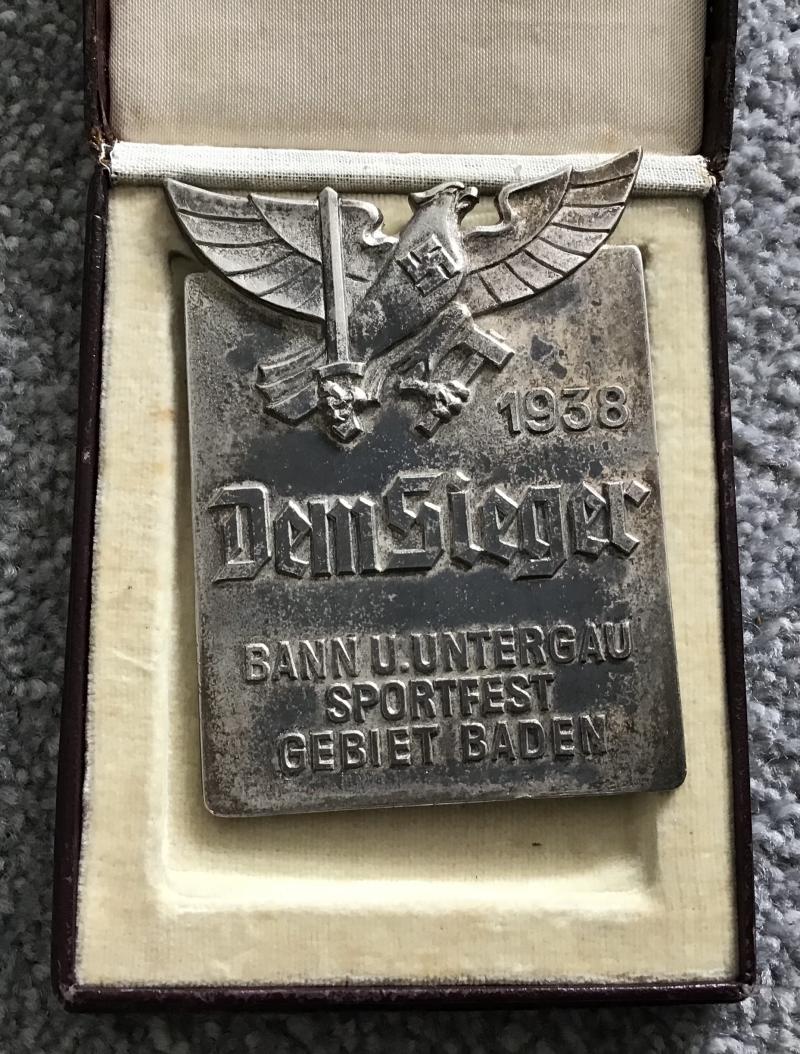 1938
Dem Sieger
BANN U. UNTERGAU
SPORTFEST
GEBIET BADEN